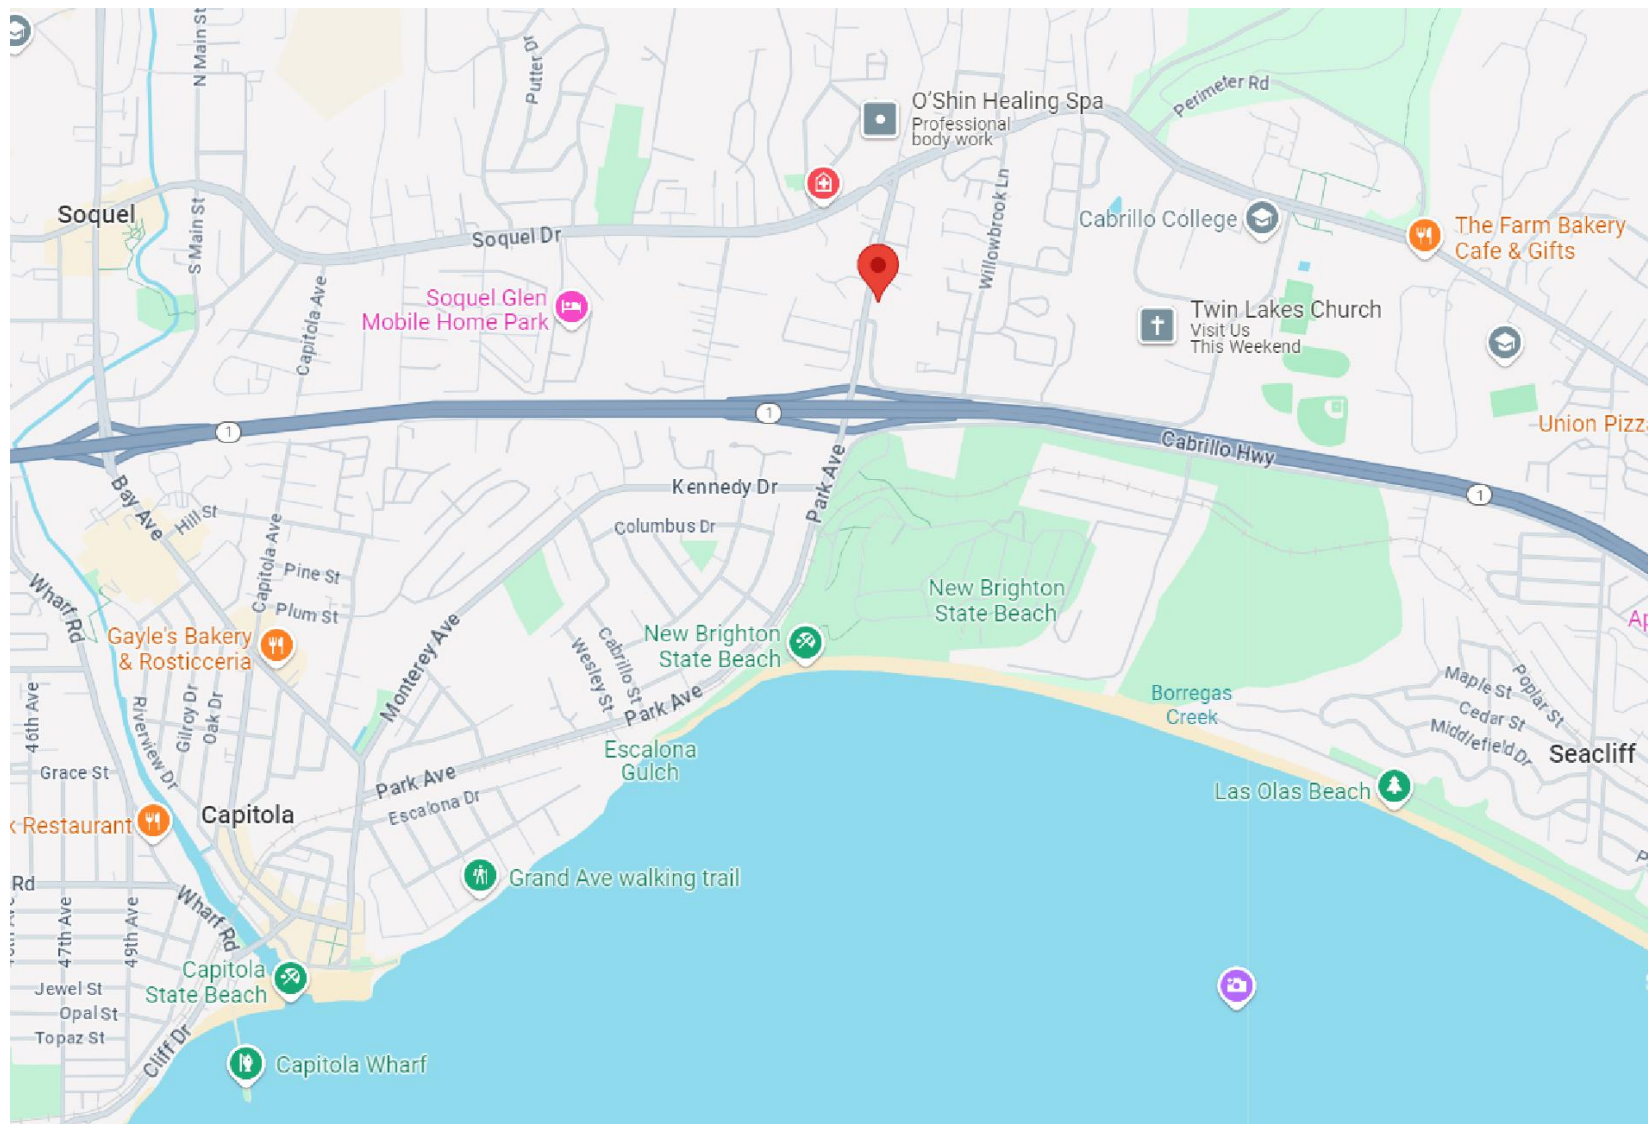 N Main St
Putter Dr
O'Shin Healing Spa
Professional
body work
Perimeter Rd
Soquel
S Main St
Soquel Dr
Willowbrook Ln
Cabrillo College
The Farm Bakery
Cafe & Gifts
Capitola Ave
Soquel Glen
Mobile Home Park
Twin Lakes Church
Visit Us
This Weekend
1
1
Union Pizz
Cabrillo Hwy
1
Bay Ave
Hill St
Kennedy Dr
Park Ave
Columbus Dr
Capitola Ave
Pine St
Plum St
Wharf Rd
Gayle's Bakery
& Rosticceria
Monterey Ave
Wesley St
Cabrillo St
New Brighton
State Beach
New Brighton
State Beach
Ap
46th Ave
Riverview Dr
Gilroy Dr
Oak Dr
Park Ave
Borregas
Creek
Maple St
Poplar St
Cedar St
Middlefield Dr
Seacliff
Escalona
Gulch
Grace St
Park Ave
Escalona Dr
Las Olas Beach
Capitola
k Restaurant
Rd
Grand Ave walking trail
47th Ave
49th Ave
Wharf Rd
Capitola
State Beach
Jewel St
Opal St
Topaz St
Cliff Dr
Capitola Wharf